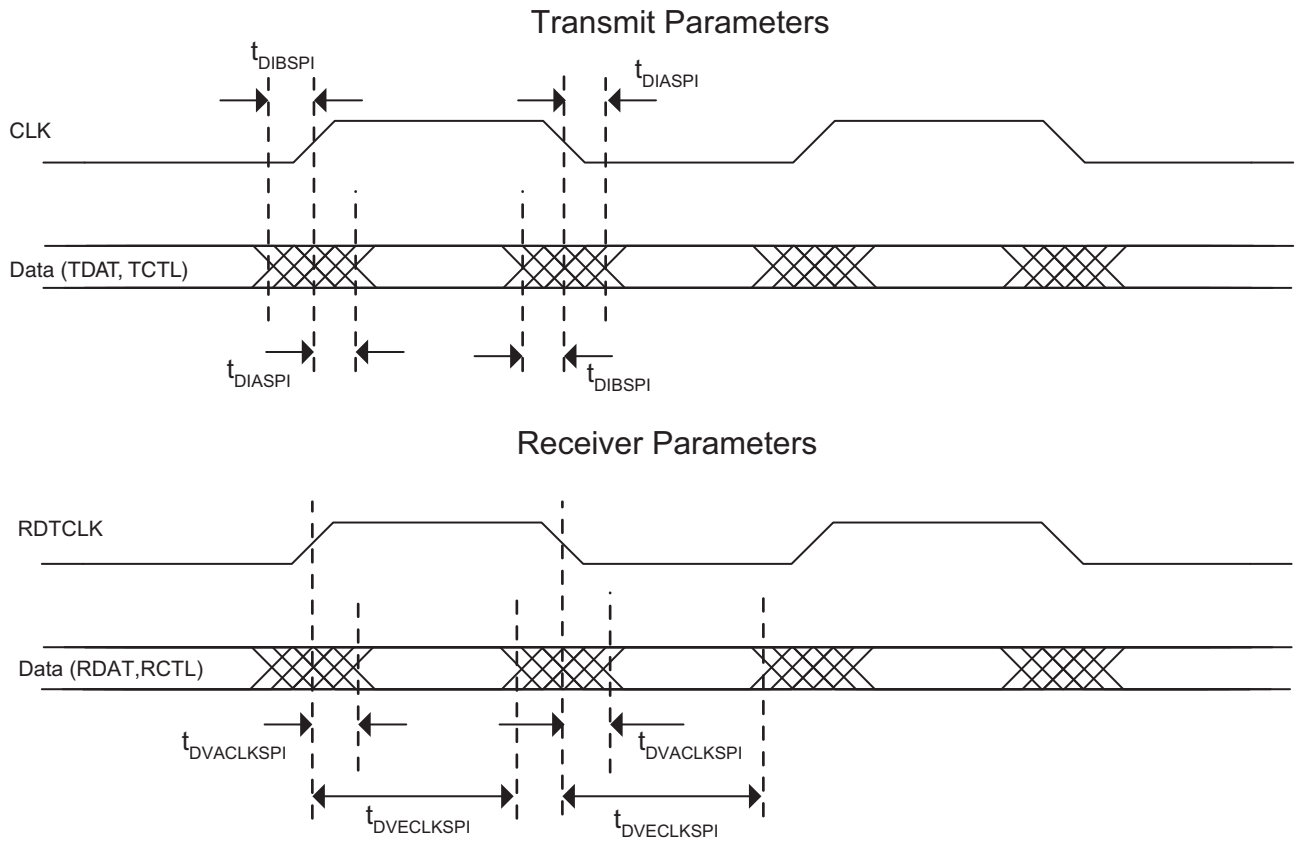 Transmit Parameters
tDIBSPI
tDIASPI
CLK
Data (TDAT, TCTL)
tDIASPI
tDIBSPI
Receiver Parameters
RDTCLK
Data (RDAT,RCTL)
tDVACLKSPI
tDVACLKSPI
tDVECLKSPI
tDVECLKSPI